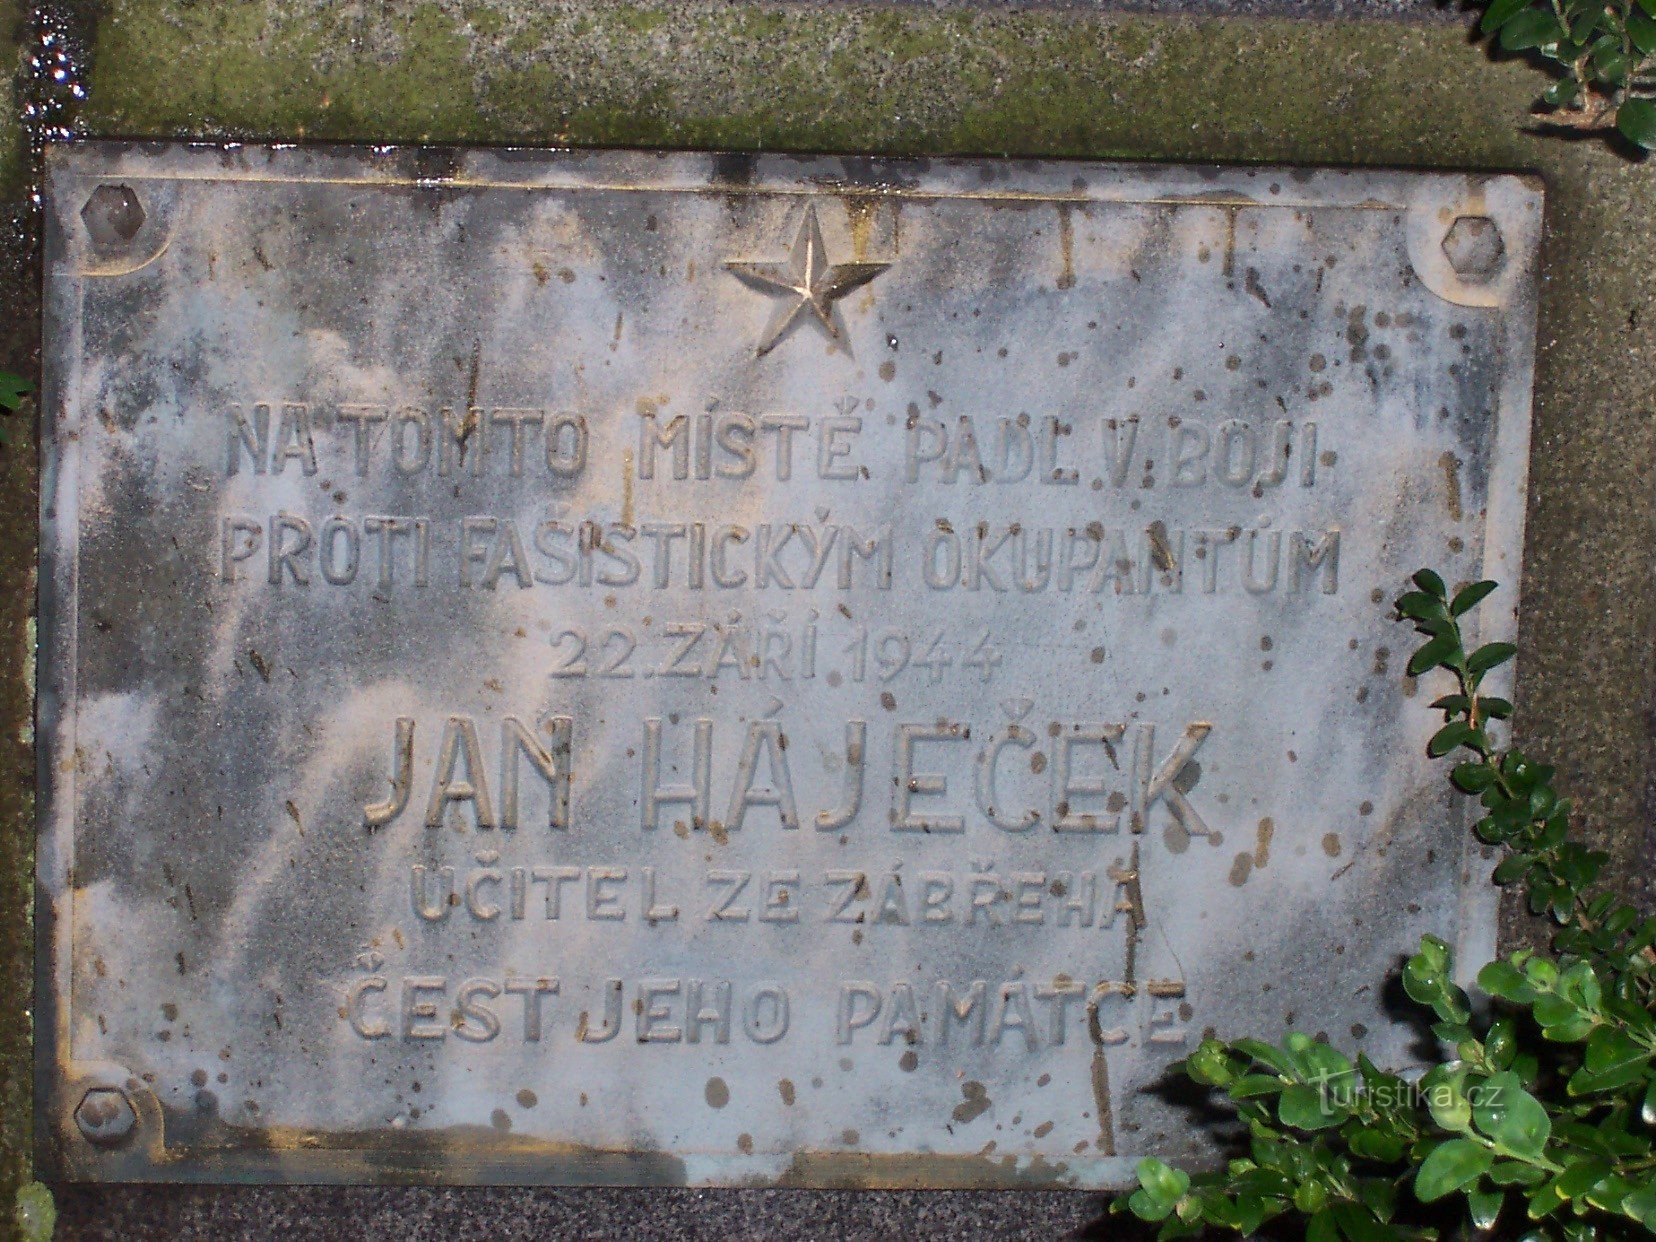 NA TOMTO MÍSTĚ PADL V BOJI
PROTI FAŠISTICKÝM OKUPANTŮM
22. ZÁŘÍ 1944
JAN HÁJEČEK
UČITEL ZE ZÁBŘEHA
ČEST JEHO PAMÁTCE
Turistika.cz